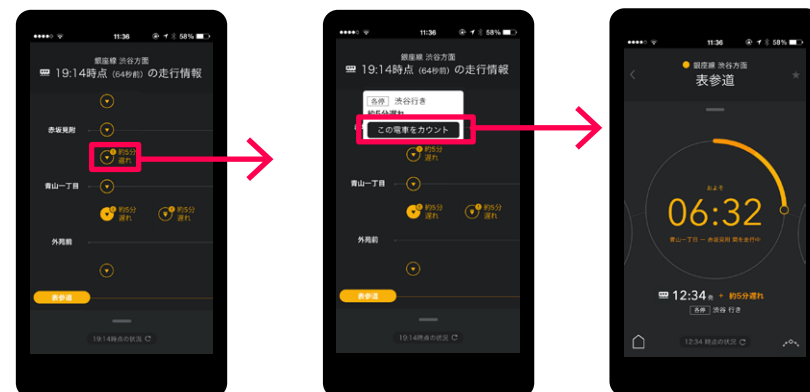 11:36
58%
銀座線 渋谷方面
19:14時点 (64秒前) の走行情報
赤坂見附
約5分
遅れ
青山一丁目
約5分
遅れ
約5分
遅れ
外苑前
表参道
19:14時点の状況
11:36
58%
銀座線 渋谷方面
19:14時点 (64秒前) の走行情報
各停 渋谷行き
約5分遅れ
この電車をカウント
約5分
遅れ
青山一丁目
約5分
遅れ
約5分
遅れ
外苑前
表参道
19:14時点の状況
11:36
58%
銀座線 渋谷方面
表参道
およそ
06:32
青山一丁目 ー 赤坂見附 間を走行中
12:34発 + 約5分遅れ
各停 渋谷 行き
12:34 時点の状況